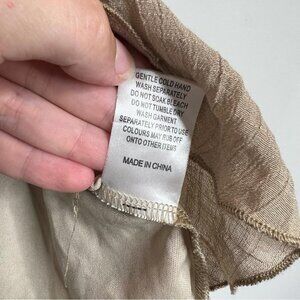 GENTLE COLD HAND
WASH SEPARATELY
DO NOT SOAK BLEACH
DO NOT TUMBLE DRY
WASH GARMENT
SEPARATELY PRIOR TO USE
COLOURS MAY RUB OFF
ONTO OTHER ITEMS
MADE IN CHINA